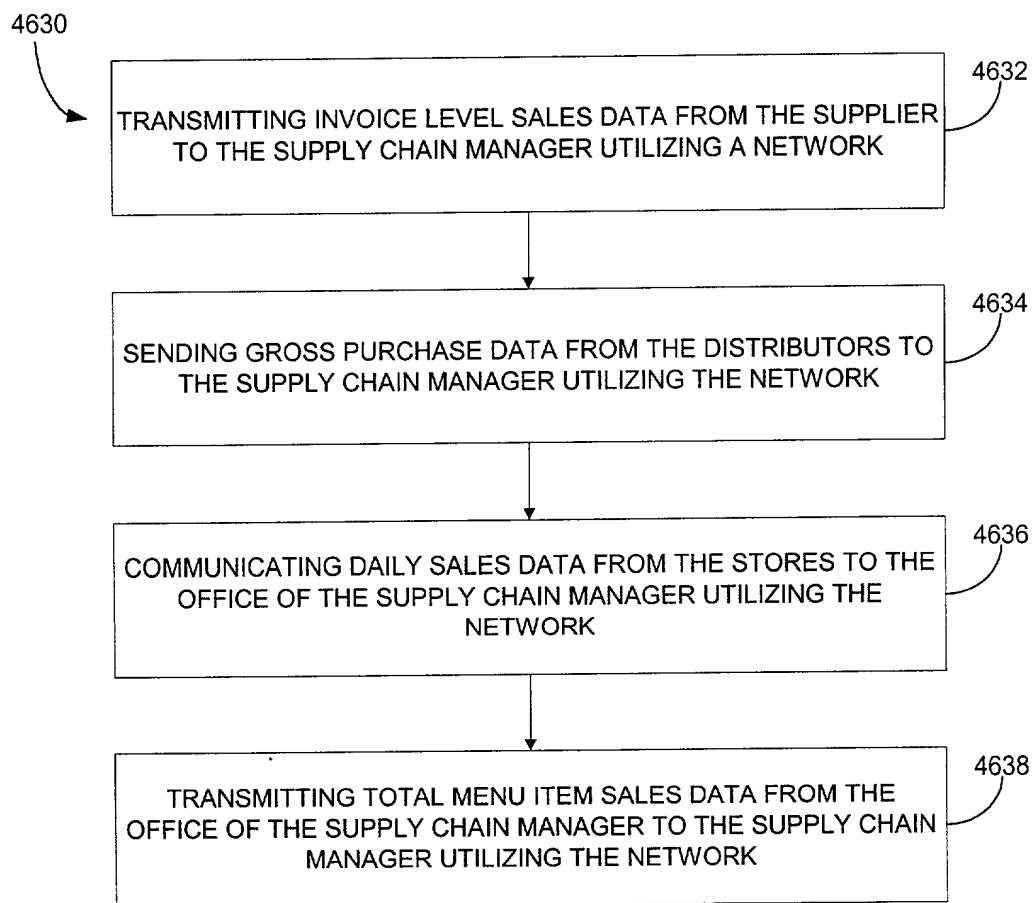 4630
4632
TRANSMITTING INVOICE LEVEL SALES DATA FROM THE SUPPLIER
TO THE SUPPLY CHAIN MANAGER UTILIZING A NETWORK
4634
SENDING GROSS PURCHASE DATA FROM THE DISTRIBUTORS TO
THE SUPPLY CHAIN MANAGER UTILIZING THE NETWORK
4636
COMMUNICATING DAILY SALES DATA FROM THE STORES TO THE
OFFICE OF THE SUPPLY CHAIN MANAGER UTILIZING THE
NETWORK
4638
TRANSMITTING TOTAL MENU ITEM SALES DATA FROM THE
OFFICE OF THE SUPPLY CHAIN MANAGER TO THE SUPPLY CHAIN
MANAGER UTILIZING THE NETWORK